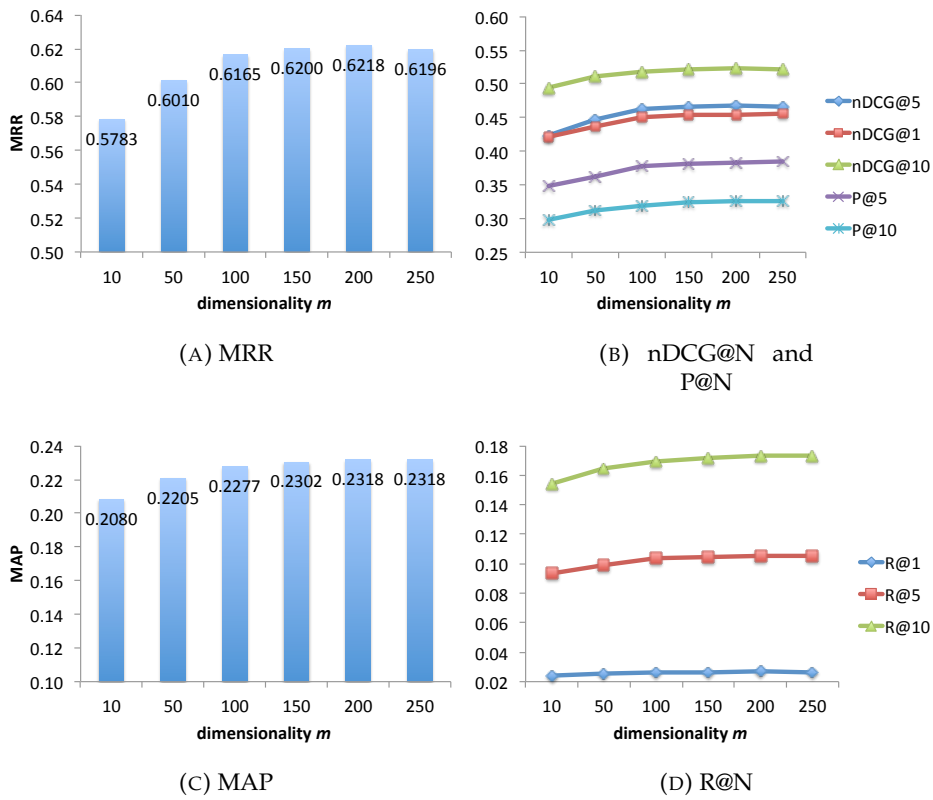 0.64
0.62
0.60
0.58
0.56
0.54
0.52
0.50
MRR
0.5783
0.6010
0.6165
0.6200
0.6218
0.6196
10 50 100 150 200 250
dimensionality m
(A) MRR
0.60
0.55
0.50
0.45
0.40
0.35
0.30
0.25
10 50 100 150 200 250
dimensionality m
nDCG@5
nDCG@1
nDCG@10
P@5
P@10
(B) nDCG@N and
P@N
0.24
0.22
0.20
0.18
0.16
0.14
0.12
0.10
MAP
0.2080
0.2205
0.2277
0.2302
0.2318
0.2318
10 50 100 150 200 250
dimensionality m
(C) MAP
0.18
0.16
0.14
0.12
0.10
0.08
0.06
0.04
0.02
10 50 100 150 200 250
dimensionality m
R@1
R@5
R@10
(D) R@N